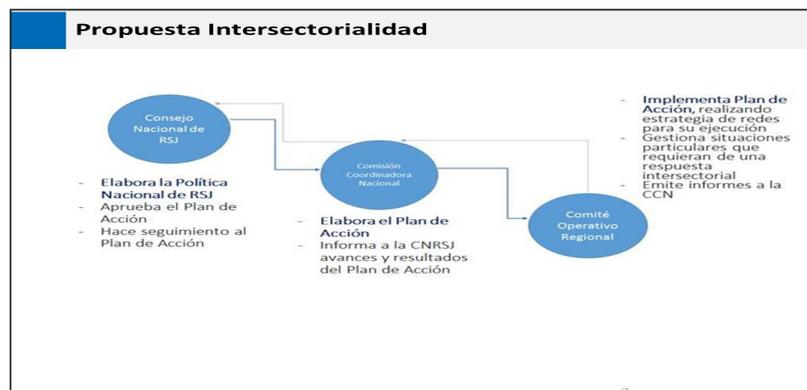 Propuesta Intersectorialidad
Consejo
Nacional de
RSJ
- Elabora la Política
Nacional de RSJ
- Aprueba el Plan de
Acción
- Hace seguimiento al
Plan de Acción
Comisión
Coordinadora
Nacional
- Elabora el Plan de
Acción
- Informa a la CNRSJ
avances y resultados
del Plan de Acción
- Implementa Plan de
Acción, realizando
estrategia de redes
para su ejecución
- Gestiona situaciones
particulares que
requieran de una
respuesta
intersectorial
- Emite informes a la
CCN
Comité
Operativo
Regional